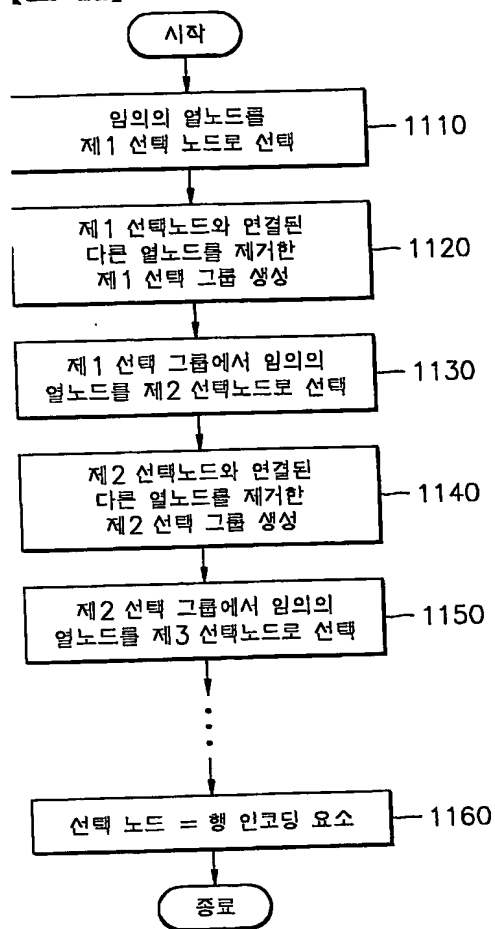 시작
임의의 열노드를
제1 선택 노드로 선택
1110
제1 선택노드와 연결된
다른 열노드를 제거한
제1 선택 그룹 생성
1120
제1 선택 그룹에서 임의의
열노드를 제2 선택노드로 선택
1130
제2 선택노드와 연결된
다른 열노드를 제거한
제2 선택 그룹 생성
1140
제2 선택 그룹에서 임의의
열노드를 제3 선택노드로 선택
1150
선택 노드 = 행 인코딩 요소
1160
종료